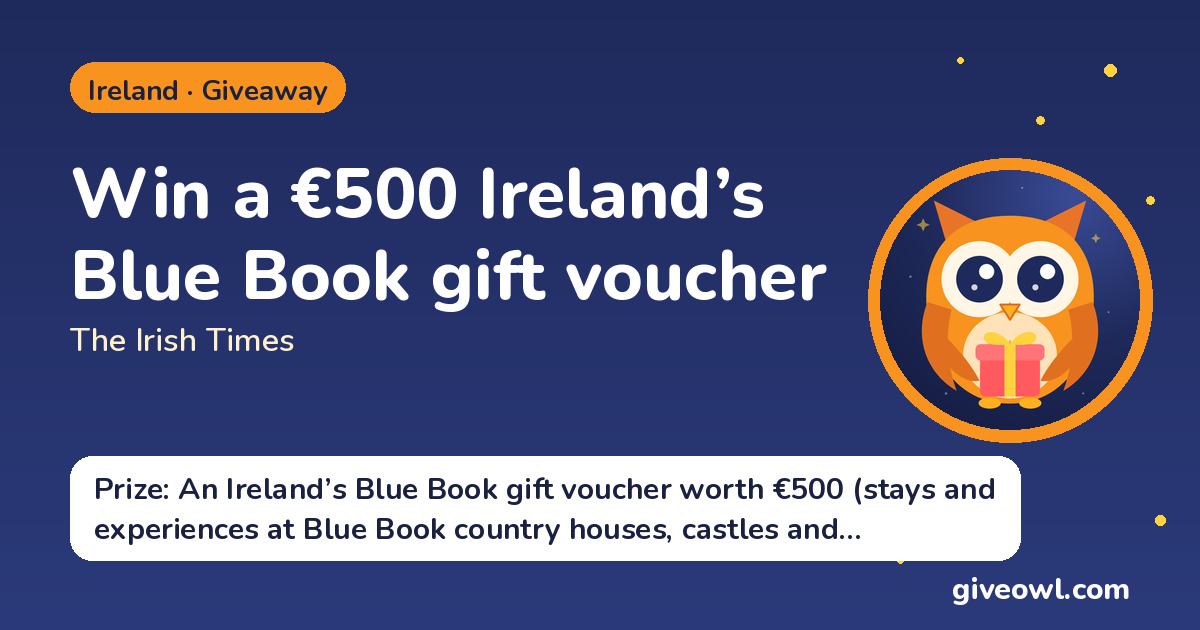 Ireland · Giveaway
Win a €500 Ireland’s
Blue Book gift voucher
The Irish Times
Prize: An Ireland’s Blue Book gift voucher worth €500 (stays and
experiences at Blue Book country houses, castles and…
giveowl.com